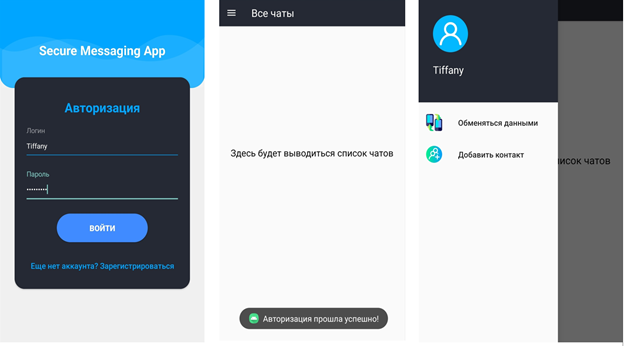 Secure Messaging App
Авторизация
Логин
Tiffany
Пароль
•••••••••
ВОЙТИ
Еще нет аккаунта? Зарегистрироваться
Все чаты
Здесь будет выводиться список чатов
Авторизация прошла успешно!
Tiffany
Обменяться данными
Добавить контакт
исок чатов